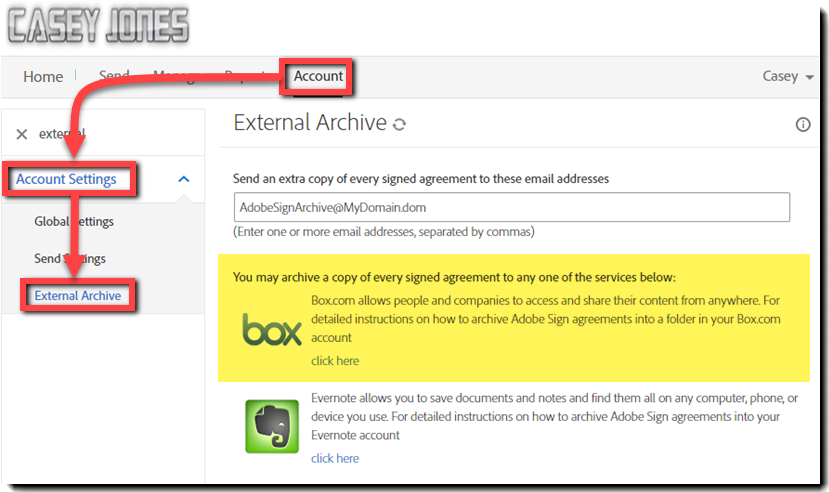 CASEY JONES
Home
Send
Manage
Account
Casey
external
Account Settings
Global Settings
Send Settings
External Archive
External Archive
Send an extra copy of every signed agreement to these email addresses
AdobeSignArchive@MyDomain.dom
(Enter one or more email addresses, separated by commas)
You may archive a copy of every signed agreement to any one of the services below:
box
Box.com allows people and companies to access and share their content from anywhere. For
detailed instructions on how to archive Adobe Sign agreements into a folder in your Box.com
account
click here
Evernote allows you to save documents and notes and find them all on any computer, phone, or
device you use. For detailed instructions on how to archive Adobe Sign agreements into your
Evernote account
click here